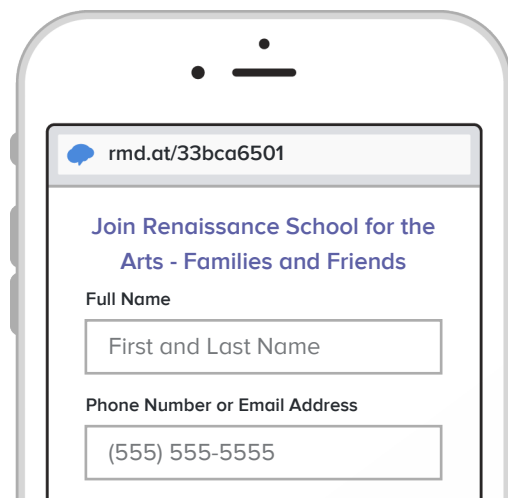 rmd.at/33bca6501
Join Renaissance School for the
Arts - Families and Friends
Full Name
First and Last Name
Phone Number or Email Address
(555) 555-5555